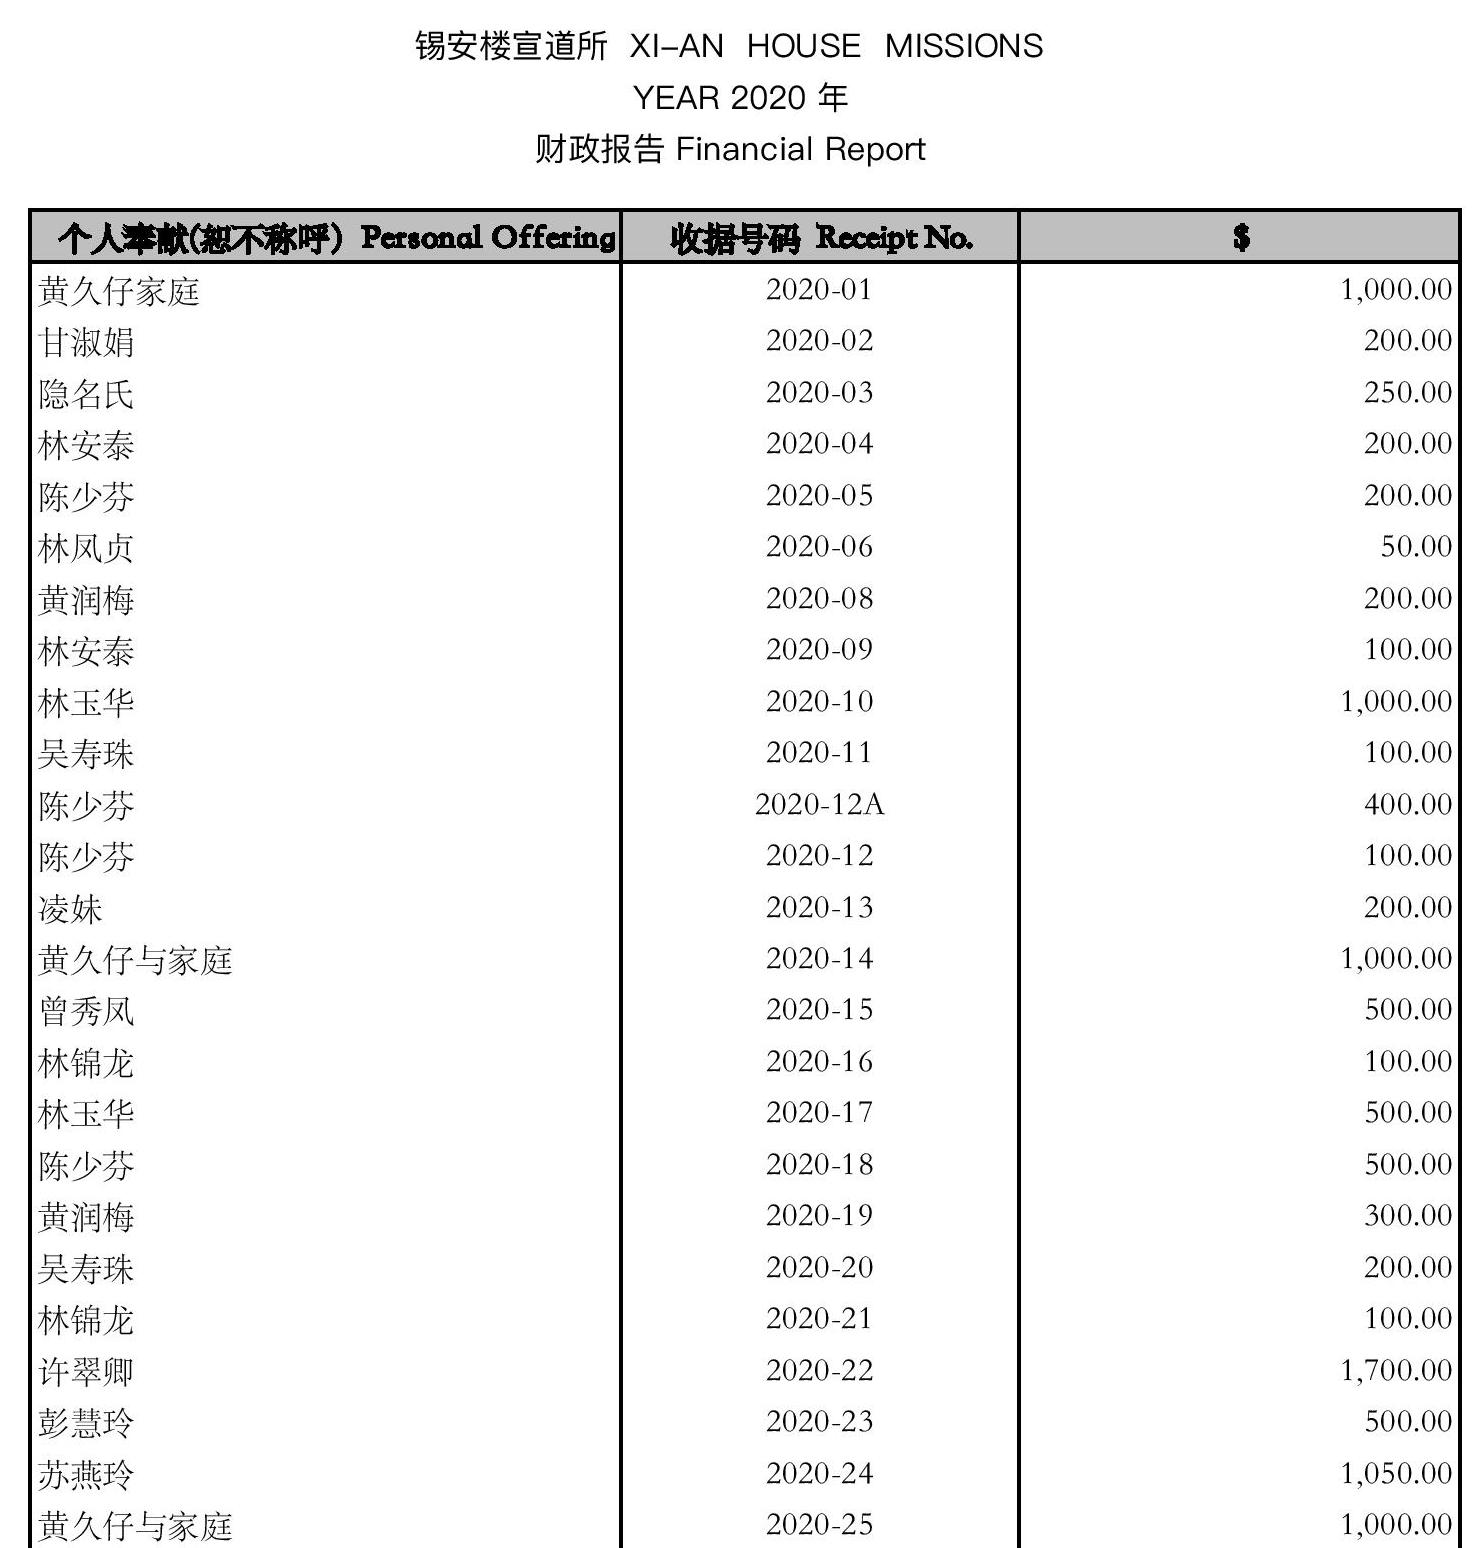 锡安楼宣道所 XI-AN HOUSE MISSIONS
YEAR 2020 年
财政报告 Financial Report
个人奉献(恕不称呼) Personal Offering 收据号码 Receipt No. $
黄久仔家庭 2020-01 1,000.00
甘淑娟 2020-02 200.00
隐名氏 2020-03 250.00
林安泰 2020-04 200.00
陈少芬 2020-05 200.00
林凤贞 2020-06 50.00
黄润梅 2020-08 200.00
林安泰 2020-09 100.00
林玉华 2020-10 1,000.00
吴寿珠 2020-11 100.00
陈少芬 2020-12A 400.00
陈少芬 2020-12 100.00
凌妹 2020-13 200.00
黄久仔与家庭 2020-14 1,000.00
曾秀凤 2020-15 500.00
林锦龙 2020-16 100.00
林玉华 2020-17 500.00
陈少芬 2020-18 500.00
黄润梅 2020-19 300.00
吴寿珠 2020-20 200.00
林锦龙 2020-21 100.00
许翠卿 2020-22 1,700.00
彭慧玲 2020-23 500.00
苏燕玲 2020-24 1,050.00
黄久仔与家庭 2020-25 1,000.00